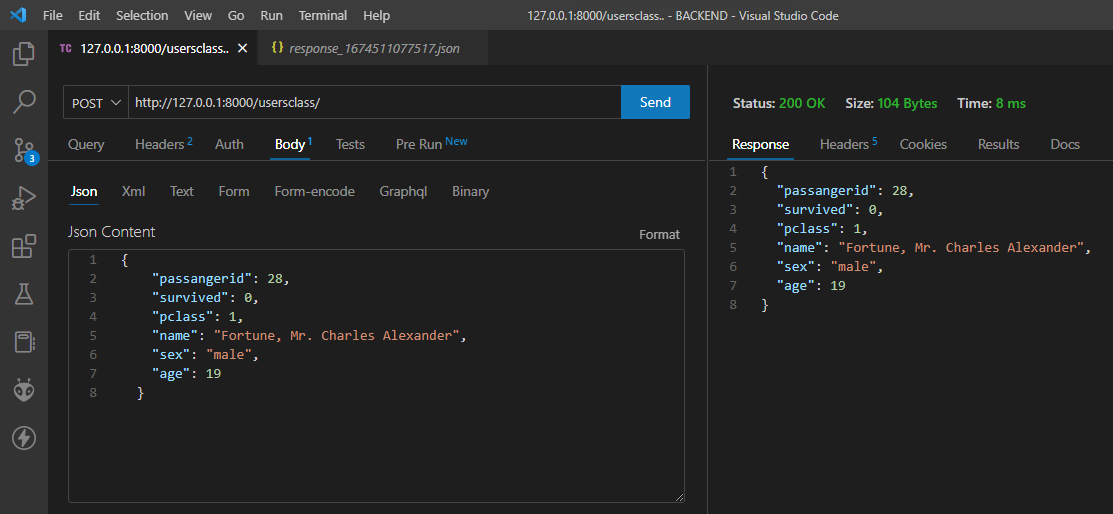 File Edit Selection View Go Run Terminal Help 127.0.0.1:8000/usersclass.. - BACKEND - Visual Studio Code
TC 127.0.0.1:8000/usersclass.. × {} response_1674511077517.json
POST http://127.0.0.1:8000/usersclass/ Send
Status: 200 OK Size: 104 Bytes Time: 8 ms
Query Headers 2 Auth Body 1 Tests Pre Run New
Response Headers 5 Cookies Results Docs
Json Xml Text Form Form-encode Graphql Binary
Json Content Format
1 {
2 "passangerid": 28,
3 "survived": 0,
4 "pclass": 1,
5 "name": "Fortune, Mr. Charles Alexander",
6 "sex": "male",
7 "age": 19
8 }
1 {
2 "passangerid": 28,
3 "survived": 0,
4 "pclass": 1,
5 "name": "Fortune, Mr. Charles Alexander",
6 "sex": "male",
7 "age": 19
8 }
3